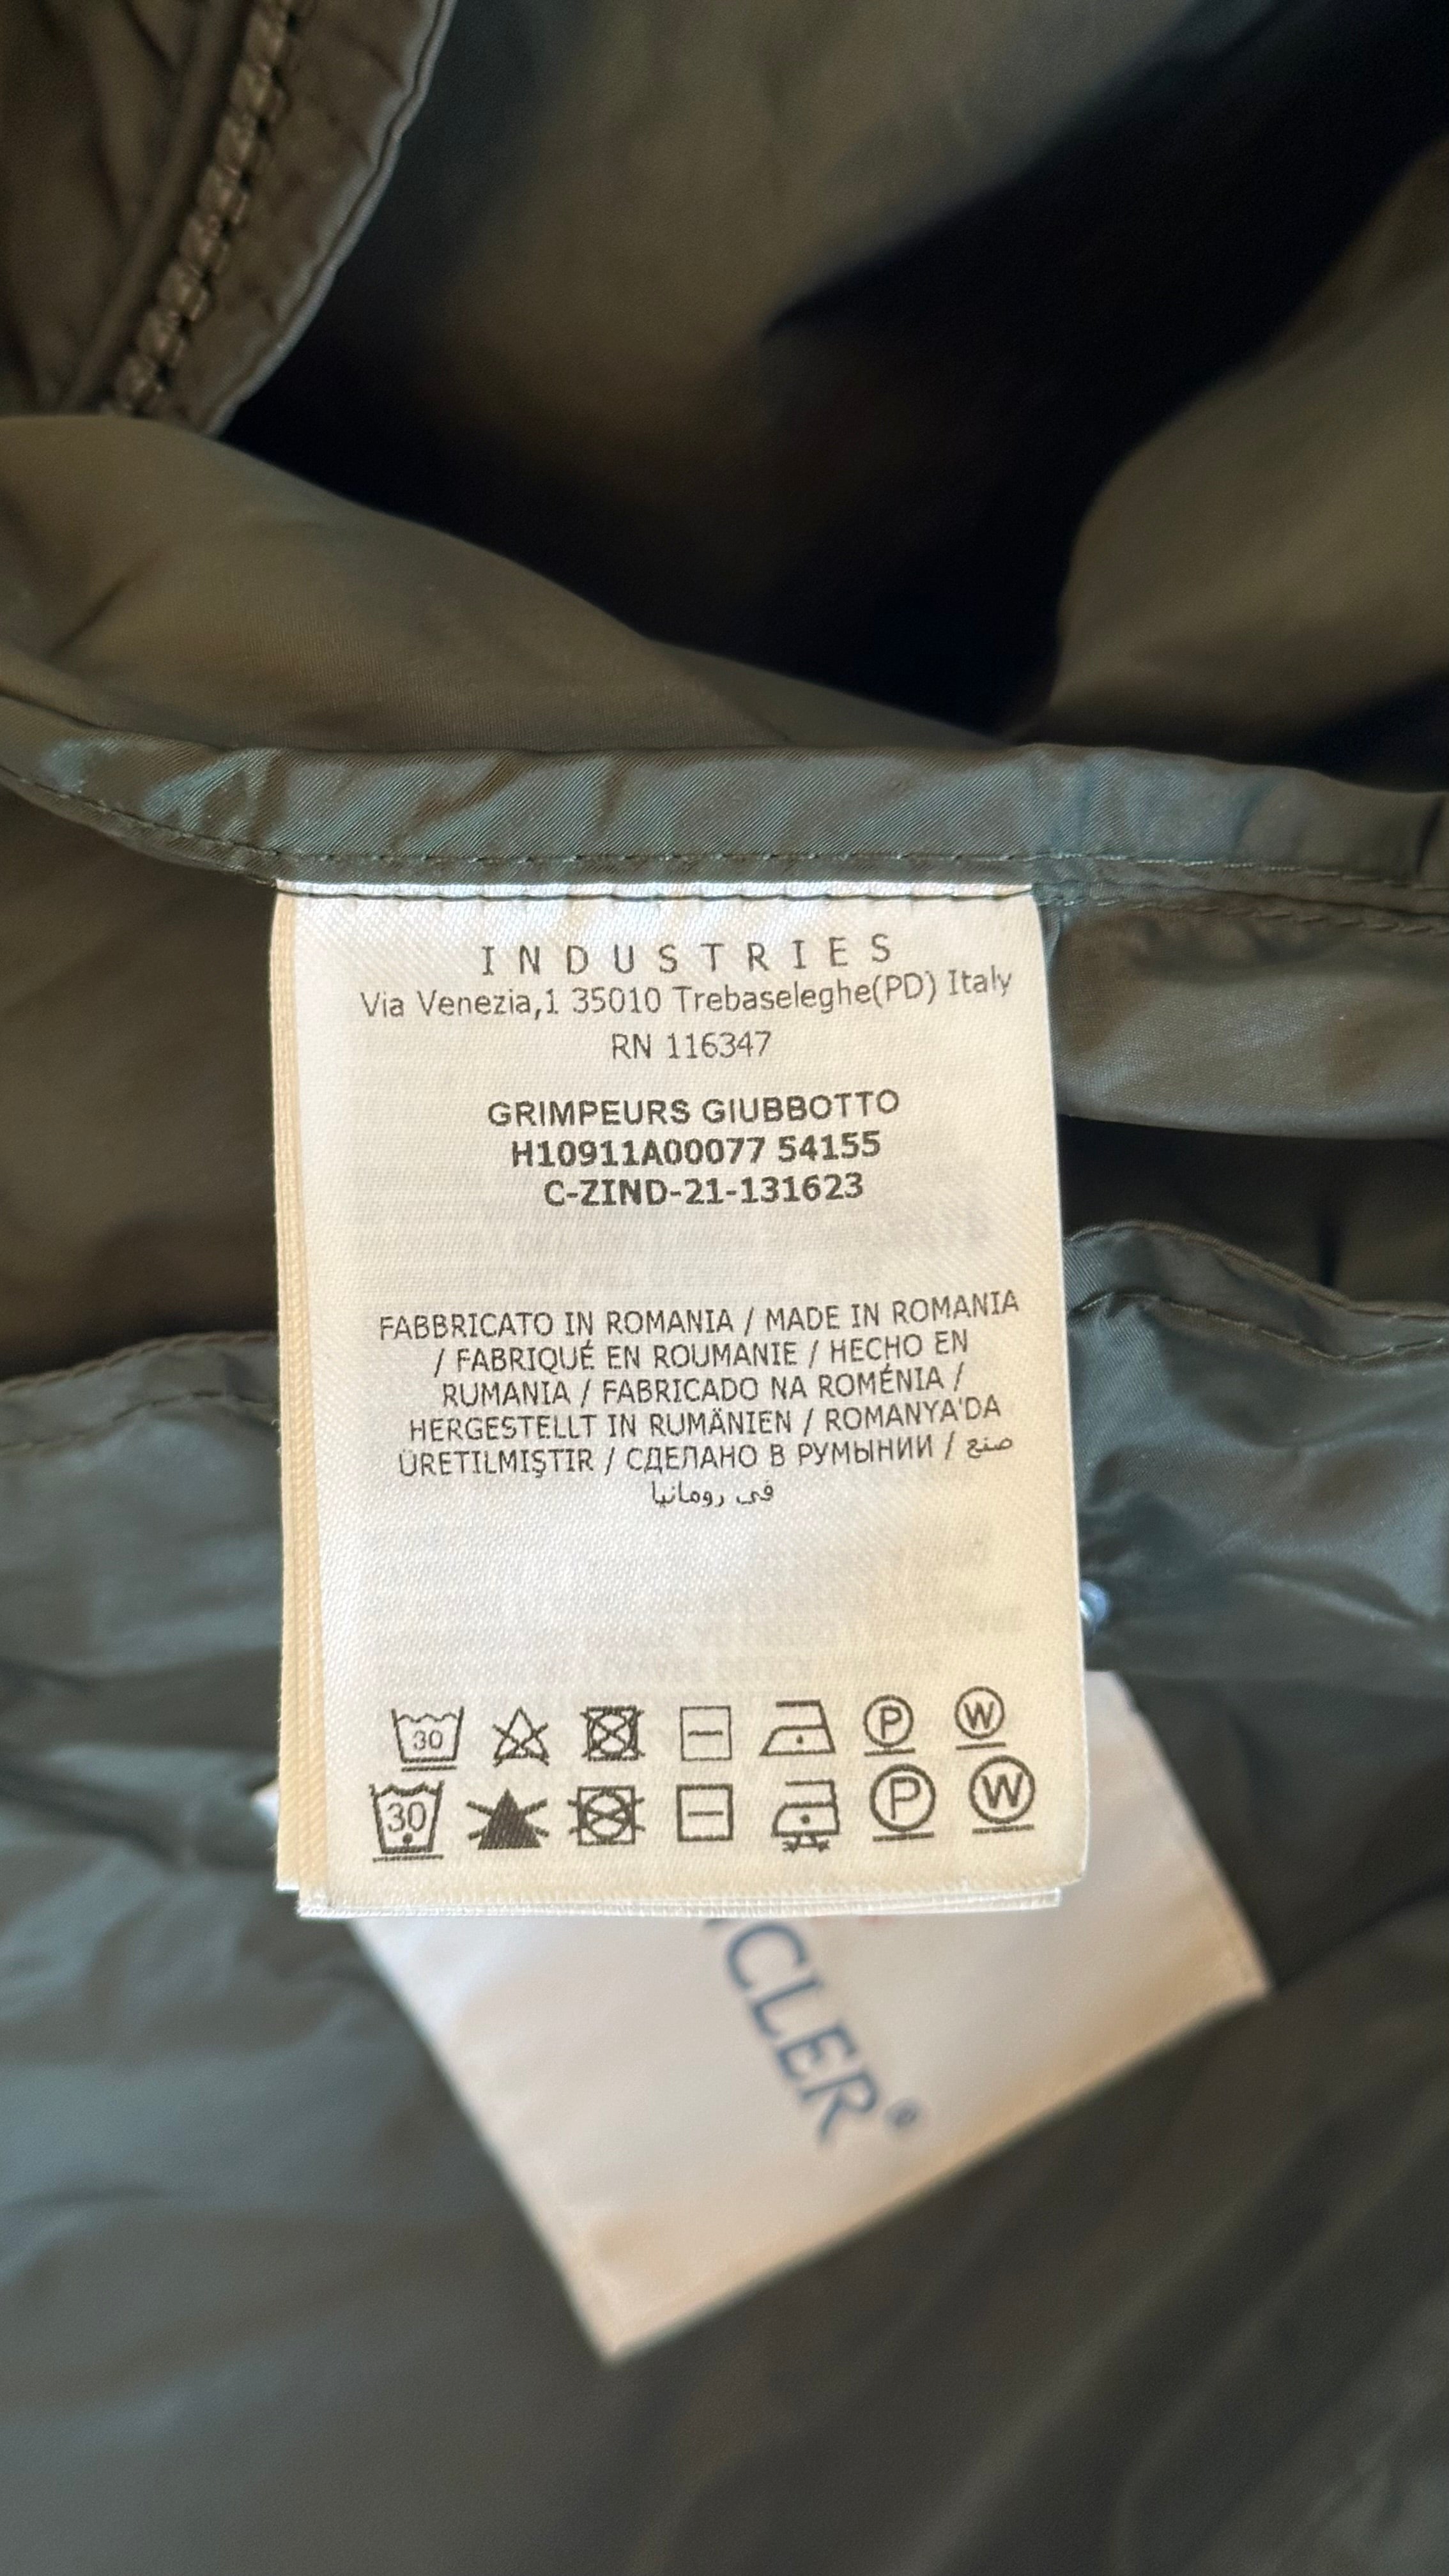 INDUSTRIES
Via Venezia,1 35010 Trebaseleghe(PD) Italy
RN 116347
GRIMPEURS GIUBBOTTO
H10911A00077 54155
C-ZIND-21-131623
FABBRICATO IN ROMANIA / MADE IN ROMANIA
/ FABRIQUÉ EN ROUMANIE / HECHO EN
RUMANIA / FABRICADO NA ROMÉNIA /
HERGESTELLT IN RUMÄNIEN / ROMANYA'DA
ÜRETILMIŞTIR / СДЕЛАНО В РУМЫНИИ / صنع
في رومانيا
30 P W
30 P W
CLER®